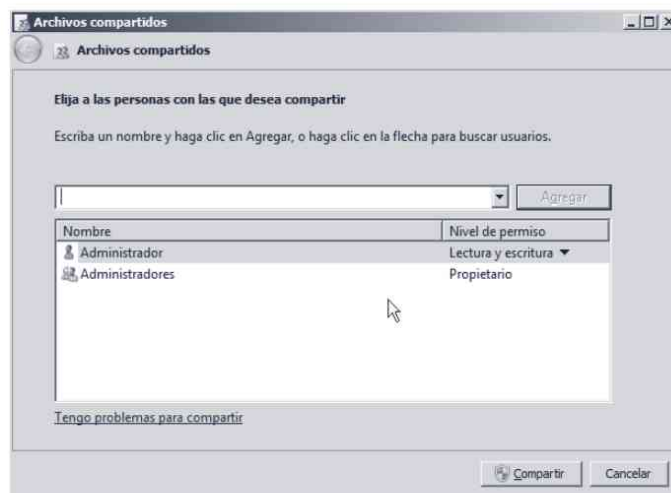 Archivos compartidos
Archivos compartidos
Elija a las personas con las que desea compartir
Escriba un nombre y haga clic en Agregar, o haga clic en la flecha para buscar usuarios.
Agregar
Nombre Nivel de permiso
Administrador Lectura y escritura
Administradores Propietario
Tengo problemas para compartir
Compartir Cancelar